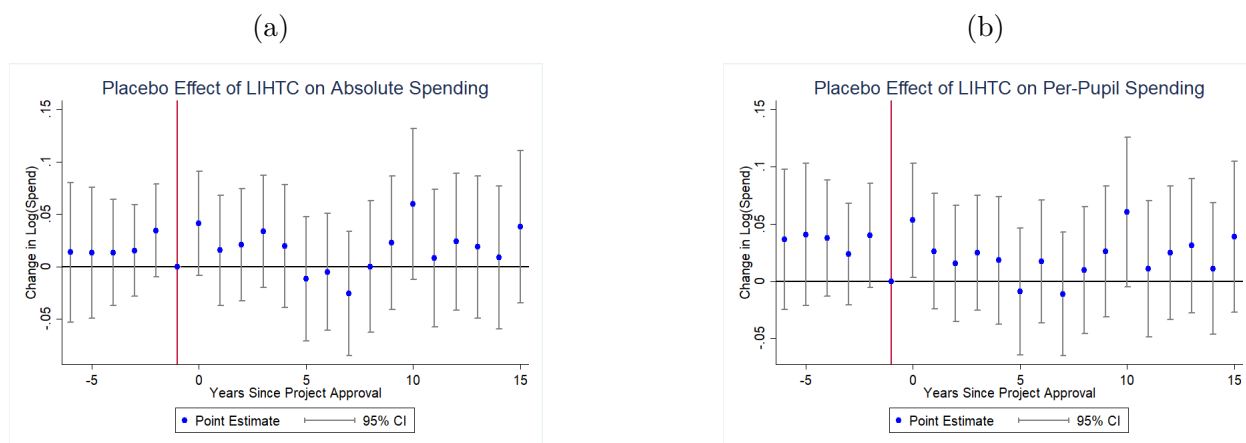 (a)
(b)
Placebo Effect of LIHTC on Absolute Spending
Change in Log(Spend)
.15
.1
.05
0
-.05
-5
0
5
10
15
Years Since Project Approval
Point Estimate
95% CI
Placebo Effect of LIHTC on Per-Pupil Spending
Change in Log(Spend)
.15
.1
.05
0
-.05
-5
0
5
10
15
Years Since Project Approval
Point Estimate
95% CI